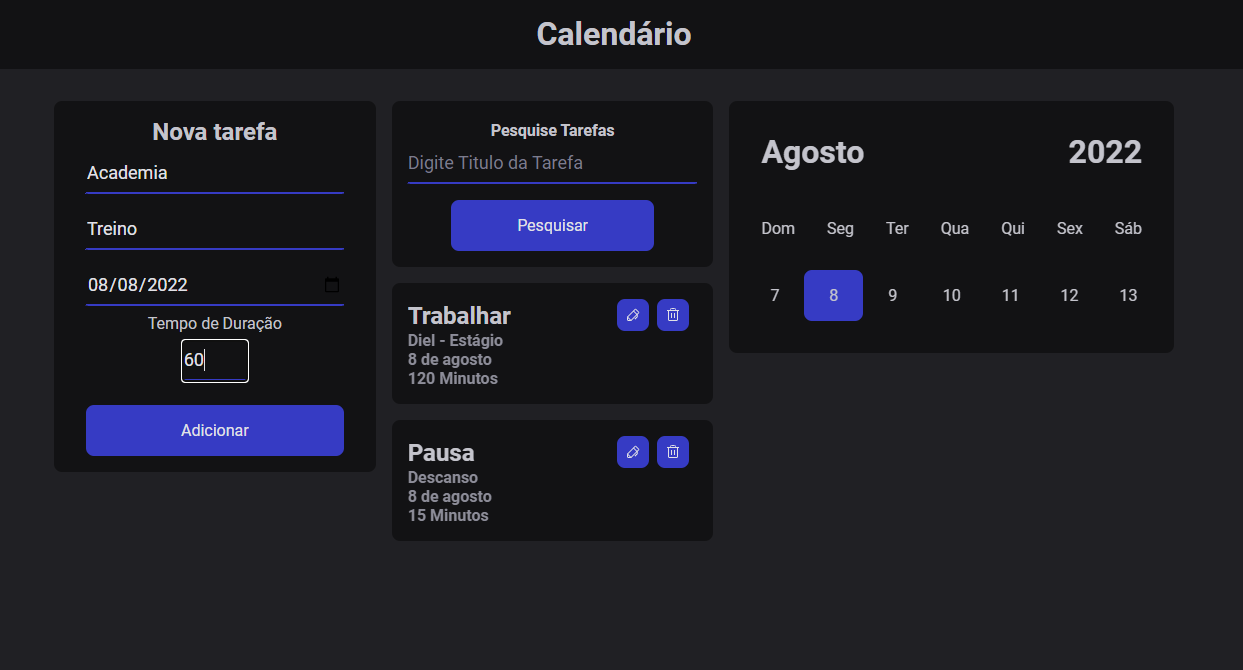 Calendário
Nova tarefa
Academia
Treino
08/08/2022
Tempo de Duração
60
Adicionar
Pesquise Tarefas
Digite Titulo da Tarefa
Pesquisar
Trabalhar
Diel - Estágio
8 de agosto
120 Minutos
Pausa
Descanso
8 de agosto
15 Minutos
Agosto 2022
Dom Seg Ter Qua Qui Sex Sáb
7 8 9 10 11 12 13